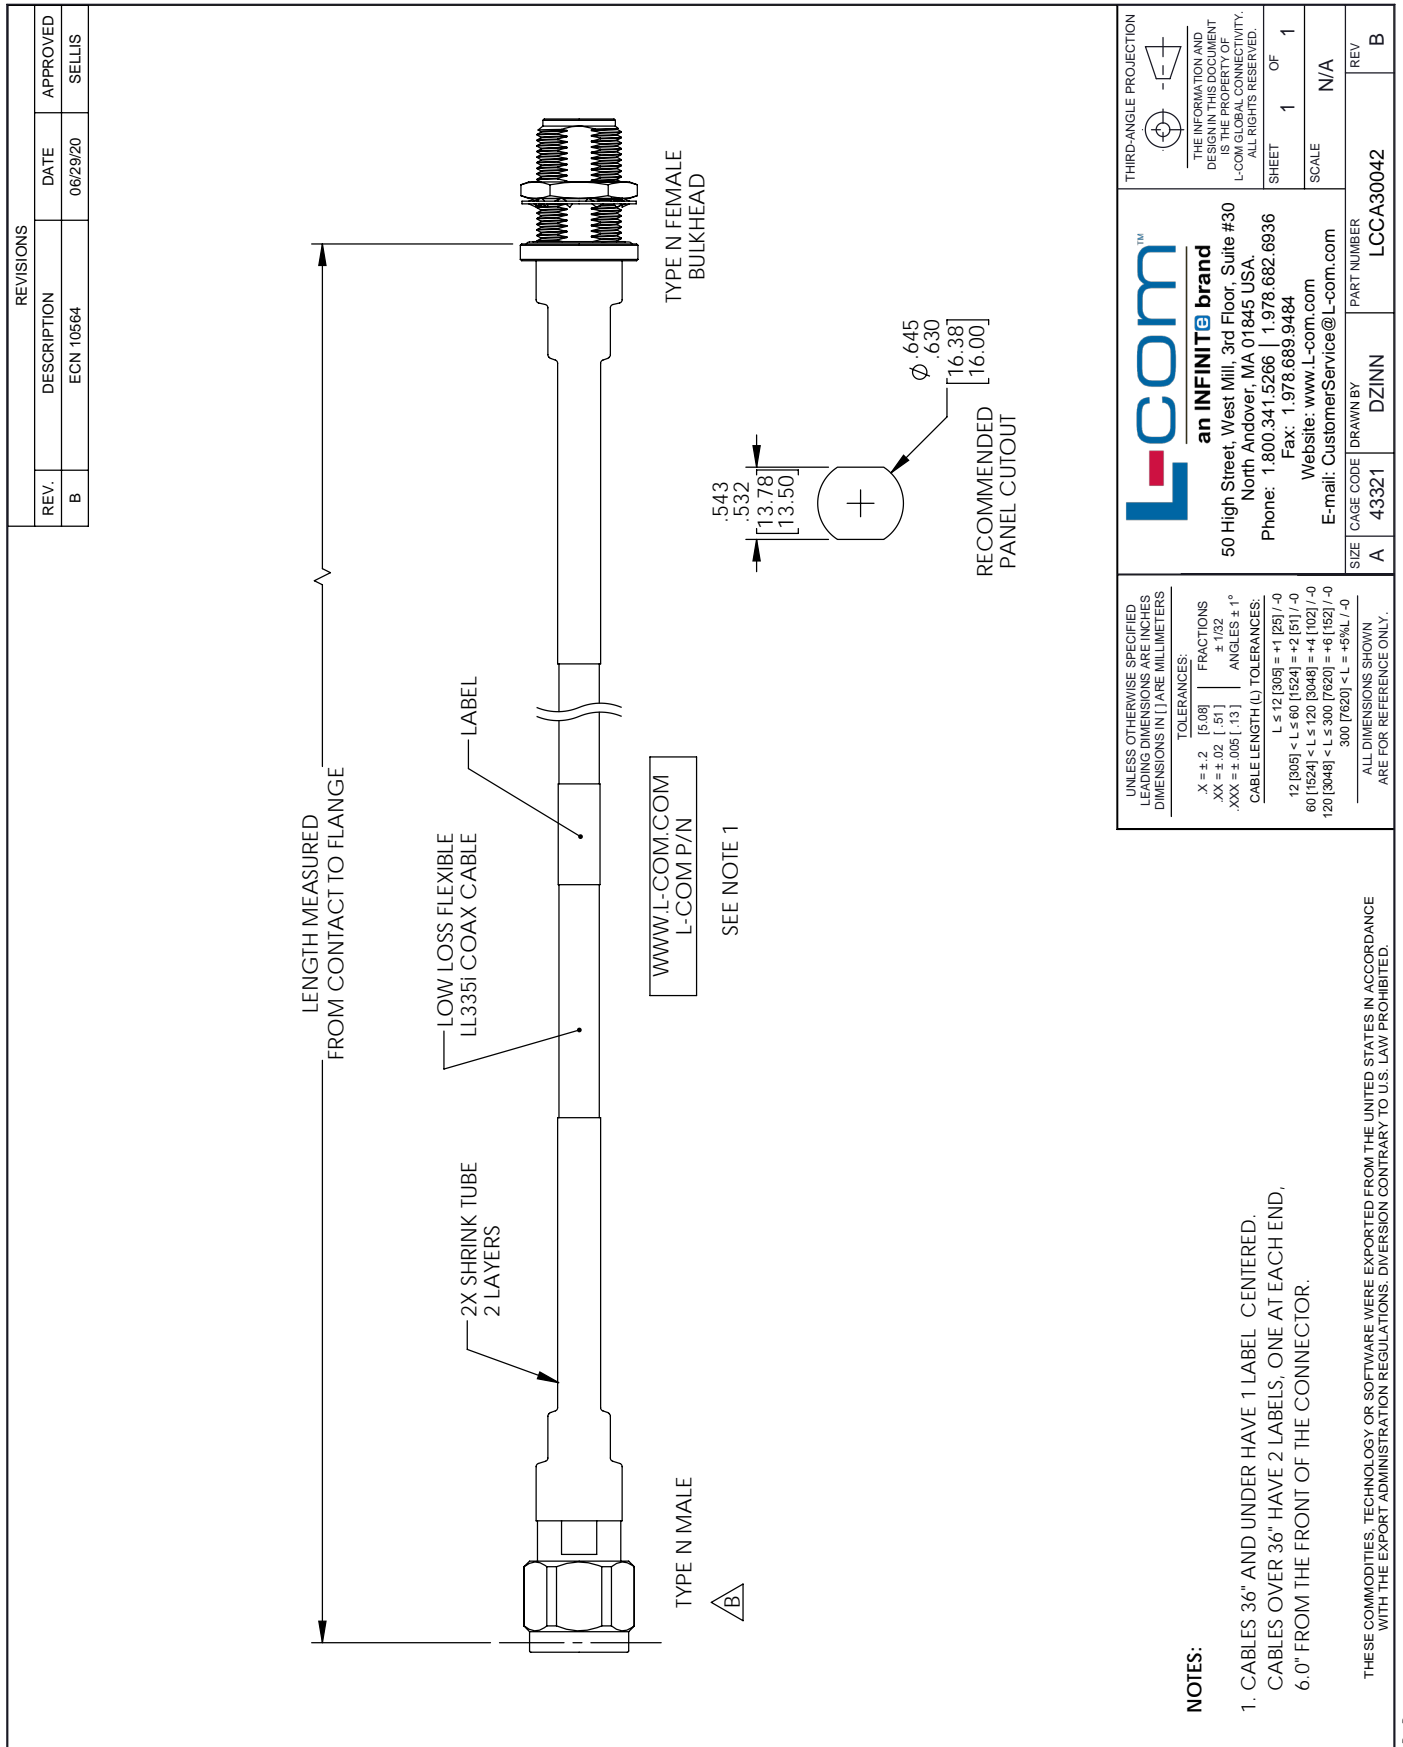 REVISIONS
REV. DESCRIPTION DATE APPROVED
B ECN 10564 06/29/20 SELLIS
LENGTH MEASURED
FROM CONTACT TO FLANGE
2X SHRINK TUBE
2 LAYERS
LOW LOSS FLEXIBLE
LL335i COAX CABLE
LABEL
TYPE N MALE
B
WWW.L-COM.COM
L-COM P/N
SEE NOTE 1
TYPE N FEMALE
BULKHEAD
.543
.532
[13.78]
[13.50]
Ø .645
.630
[16.38]
[16.00]
RECOMMENDED
PANEL CUTOUT
NOTES:
1. CABLES 36" AND UNDER HAVE 1 LABEL CENTERED.
CABLES OVER 36" HAVE 2 LABELS, ONE AT EACH END,
6.0" FROM THE FRONT OF THE CONNECTOR.
THESE COMMODITIES, TECHNOLOGY OR SOFTWARE WERE EXPORTED FROM THE UNITED STATES IN ACCORDANCE
WITH THE EXPORT ADMINISTRATION REGULATIONS. DIVERSION CONTRARY TO U.S. LAW PROHIBITED.
UNLESS OTHERWISE SPECIFIED
LEADING DIMENSIONS ARE INCHES
DIMENSIONS IN [ ] ARE MILLIMETERS
TOLERANCES:
.X = ±.2 [5.08] FRACTIONS
.XX = ±.02 [.51] ± 1/32
.XXX = ±.005 [.13] ANGLES ± 1°
CABLE LENGTH (L) TOLERANCES:
L ≤ 12 [305] = +1 [25] / -0
12 [305] < L ≤ 60 [1524] = +2 [51] / -0
60 [1524] < L ≤ 120 [3048] = +4 [102] / -0
120 [3048] < L ≤ 300 [7620] = +6 [152] / -0
300 [7620] < L = +5%L / -0
ALL DIMENSIONS SHOWN
ARE FOR REFERENCE ONLY.
L-com™
an INFINITe brand
50 High Street, West Mill, 3rd Floor, Suite #30
North Andover, MA 01845 USA.
Phone: 1.800.341.5266 | 1.978.682.6936
Fax: 1.978.689.9484
Website: www.L-com.com
E-mail: CustomerService@L-com.com
THIRD-ANGLE PROJECTION
THE INFORMATION AND
DESIGN IN THIS DOCUMENT
IS THE PROPERTY OF
L-COM GLOBAL CONNECTIVITY.
ALL RIGHTS RESERVED.
SHEET 1 OF 1
SCALE N/A
SIZE CAGE CODE DRAWN BY PART NUMBER REV
A 43321 DZINN LCCA30042 B